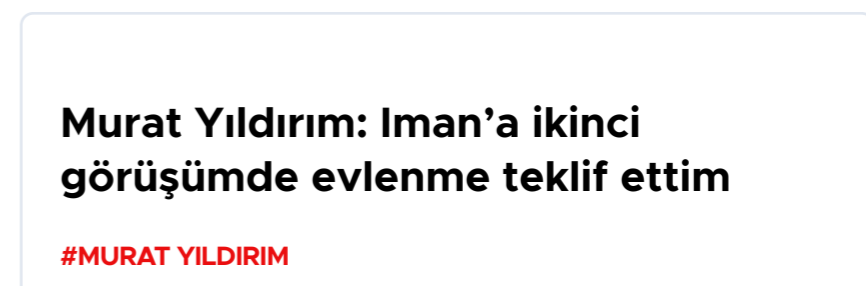 Murat Yıldırım: Iman’a ikinci
görüşümde evlenme teklif ettim
#MURAT YILDIRIM